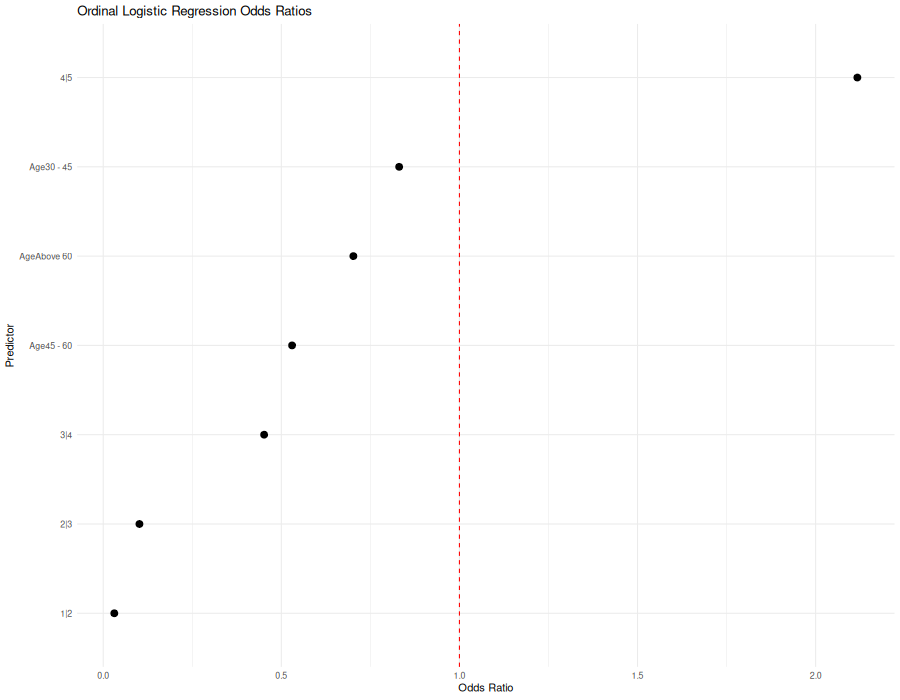 Ordinal Logistic Regression Odds Ratios
4|5
Age30 - 45
AgeAbove 60
Age45 - 60
3|4
2|3
1|2
Predictor
0.0
0.5
1.0
1.5
2.0
Odds Ratio